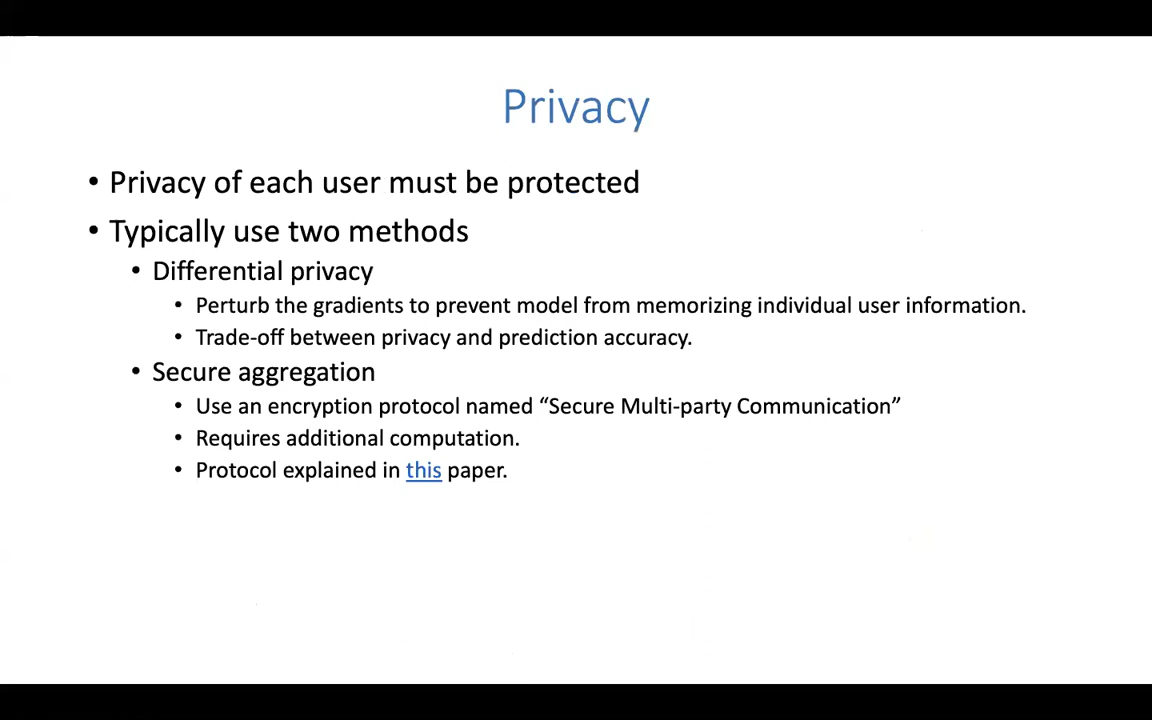 Privacy
• Privacy of each user must be protected
• Typically use two methods
• Differential privacy
• Perturb the gradients to prevent model from memorizing individual user information.
• Trade-off between privacy and prediction accuracy.
• Secure aggregation
• Use an encryption protocol named “Secure Multi-party Communication”
• Requires additional computation.
• Protocol explained in this paper.